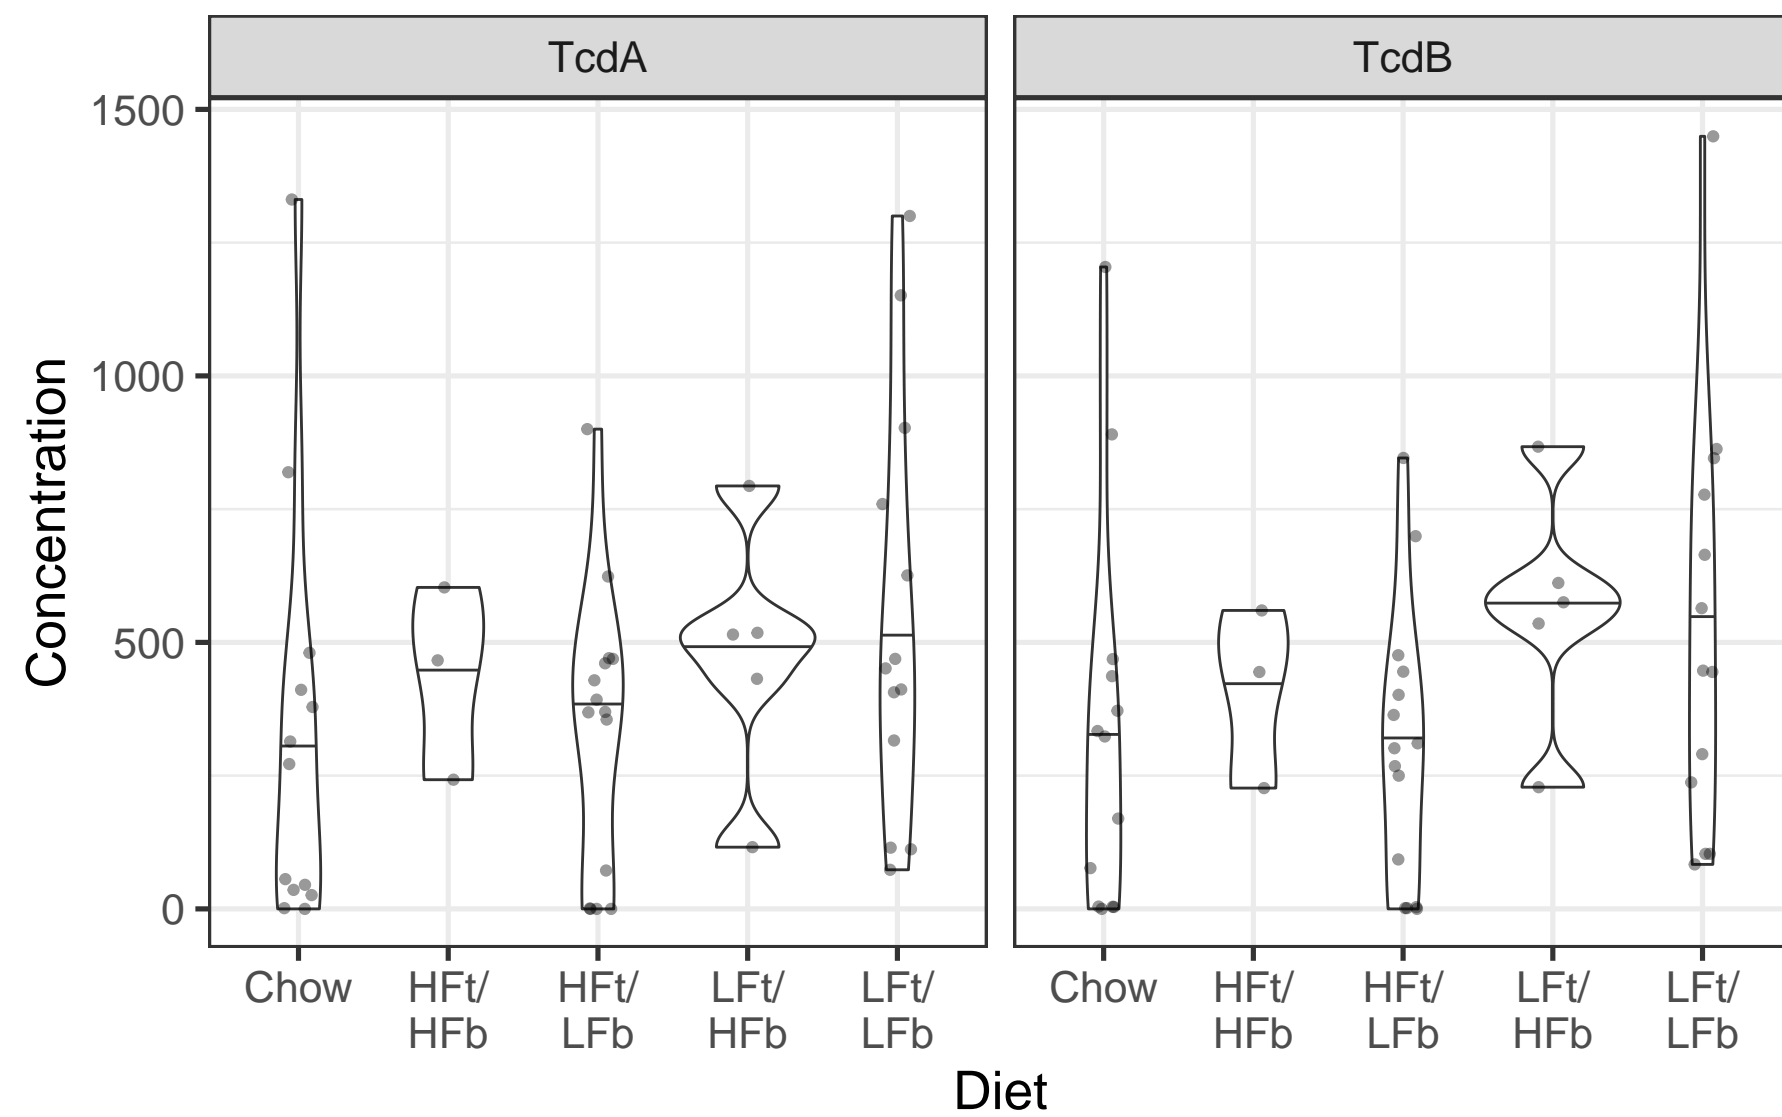 TcdA
TcdB
Concentration
1500
1000
500
0
Chow
HFt/
HFb
HFt/
LFb
LFt/
HFb
LFt/
LFb
Chow
HFt/
HFb
HFt/
LFb
LFt/
HFb
LFt/
LFb
Diet